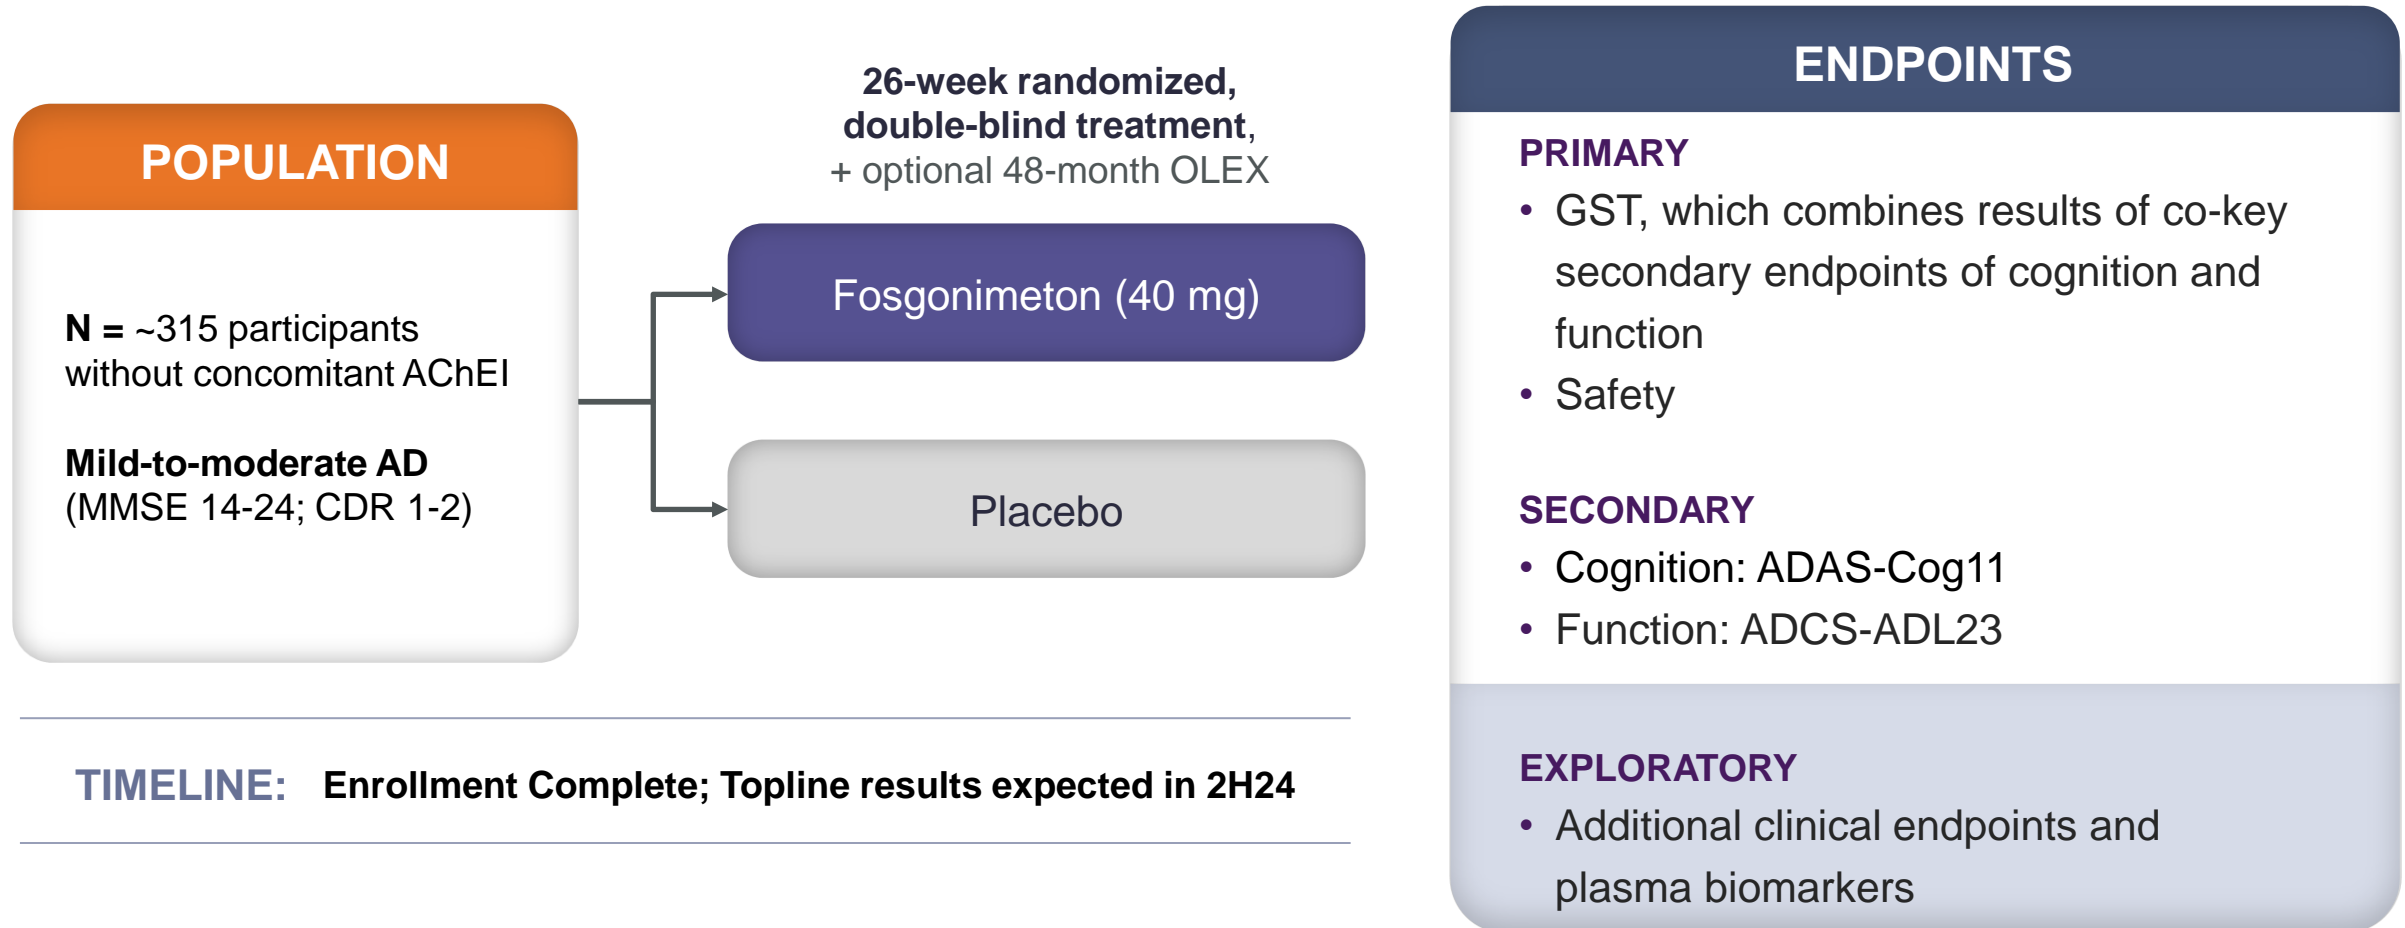 POPULATION
N = ~315 participants
without concomitant AChEI
Mild-to-moderate AD
(MMSE 14-24; CDR 1-2)
26-week randomized,
double-blind treatment,
+ optional 48-month OLEX
Fosgonimeton (40 mg)
Placebo
TIMELINE: Enrollment Complete; Topline results expected in 2H24
ENDPOINTS
PRIMARY
• GST, which combines results of co-key
secondary endpoints of cognition and
function
• Safety
SECONDARY
• Cognition: ADAS-Cog11
• Function: ADCS-ADL23
EXPLORATORY
• Additional clinical endpoints and
plasma biomarkers